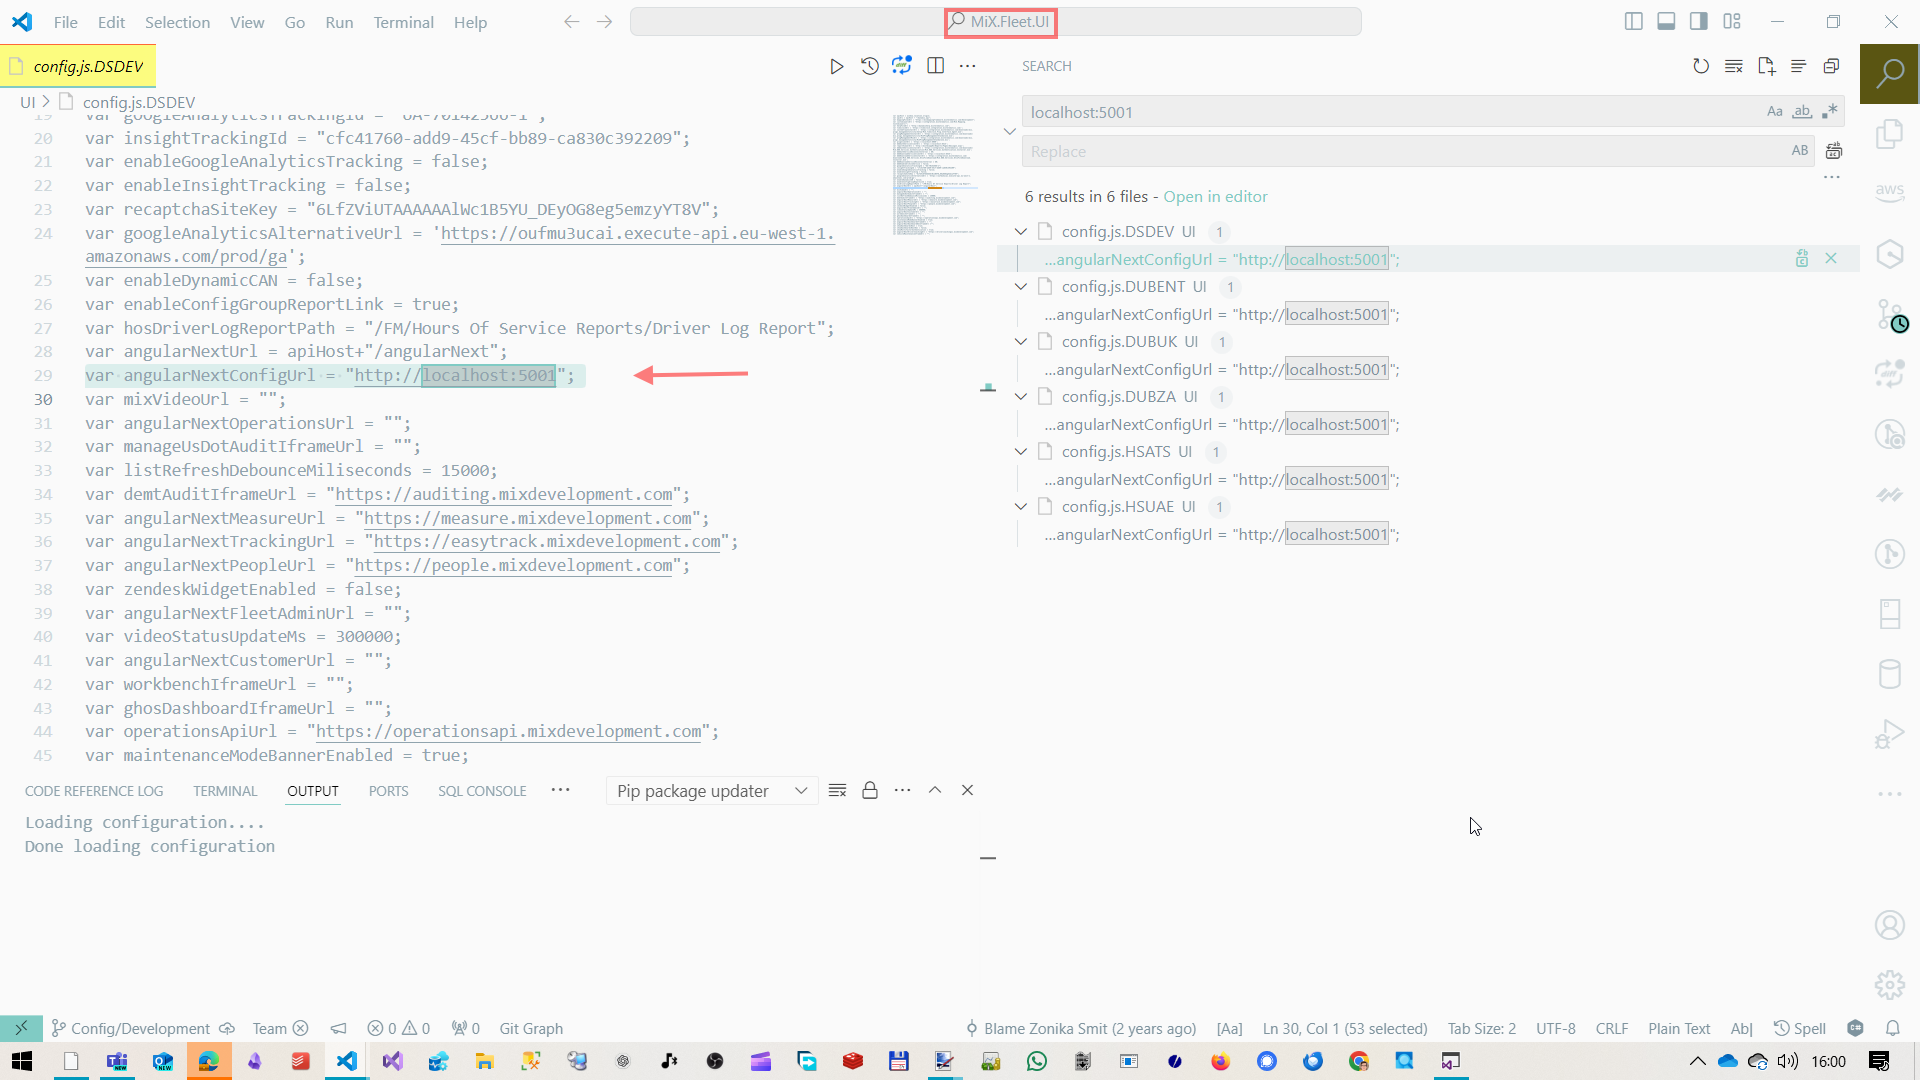 File Edit Selection View Go Run Terminal Help
MiX.Fleet.UI
config.js.DSDEV
UI > config.js.DSDEV
20 var insightTrackingId = "cfc41760-add9-45cf-bb89-ca830c392209";
21 var enableGoogleAnalyticsTracking = false;
22 var enableInsightTracking = false;
23 var recaptchaSiteKey = "6LfZViUTAAAAAAlWc1B5YU_DEyOG8eg5emzyYT8V";
24 var googleAnalyticsAlternativeUrl = 'https://oufmu3ucai.execute-api.eu-west-1.
amazonaws.com/prod/ga';
25 var enableDynamicCAN = false;
26 var enableConfigGroupReportLink = true;
27 var hosDriverLogReportPath = "/FM/Hours Of Service Reports/Driver Log Report";
28 var angularNextUrl = apiHost+"/angularNext";
29 var angularNextConfigUrl = "http://localhost:5001";
30 var mixVideoUrl = "";
31 var angularNextOperationsUrl = "";
32 var manageUsDotAuditIframeUrl = "";
33 var listRefreshDebounceMiliseconds = 15000;
34 var demtAuditIframeUrl = "https://auditing.mixdevelopment.com";
35 var angularNextMeasureUrl = "https://measure.mixdevelopment.com";
36 var angularNextTrackingUrl = "https://easytrack.mixdevelopment.com";
37 var angularNextPeopleUrl = "https://people.mixdevelopment.com";
38 var zendeskWidgetEnabled = false;
39 var angularNextFleetAdminUrl = "";
40 var videoStatusUpdateMs = 300000;
41 var angularNextCustomerUrl = "";
42 var workbenchIframeUrl = "";
43 var ghosDashboardIframeUrl = "";
44 var operationsApiUrl = "https://operationsapi.mixdevelopment.com";
45 var maintenanceModeBannerEnabled = true;
SEARCH
localhost:5001 Aa ab
Replace AB
6 results in 6 files - Open in editor
config.js.DSDEV UI 1
...angularNextConfigUrl = "http://localhost:5001";
config.js.DUBENT UI 1
...angularNextConfigUrl = "http://localhost:5001";
config.js.DUBUK UI 1
...angularNextConfigUrl = "http://localhost:5001";
config.js.DUBZA UI 1
...angularNextConfigUrl = "http://localhost:5001";
config.js.HSATS UI 1
...angularNextConfigUrl = "http://localhost:5001";
config.js.HSUAE UI 1
...angularNextConfigUrl = "http://localhost:5001";
aws
CODE REFERENCE LOG TERMINAL OUTPUT PORTS SQL CONSOLE ··· Pip package updater
Loading configuration....
Done loading configuration
Config/Development Team 0 0 0 Git Graph Blame Zonika Smit (2 years ago) [Aa] Ln 30, Col 1 (53 selected) Tab Size: 2 UTF-8 CRLF Plain Text Ab| Spell
16:00